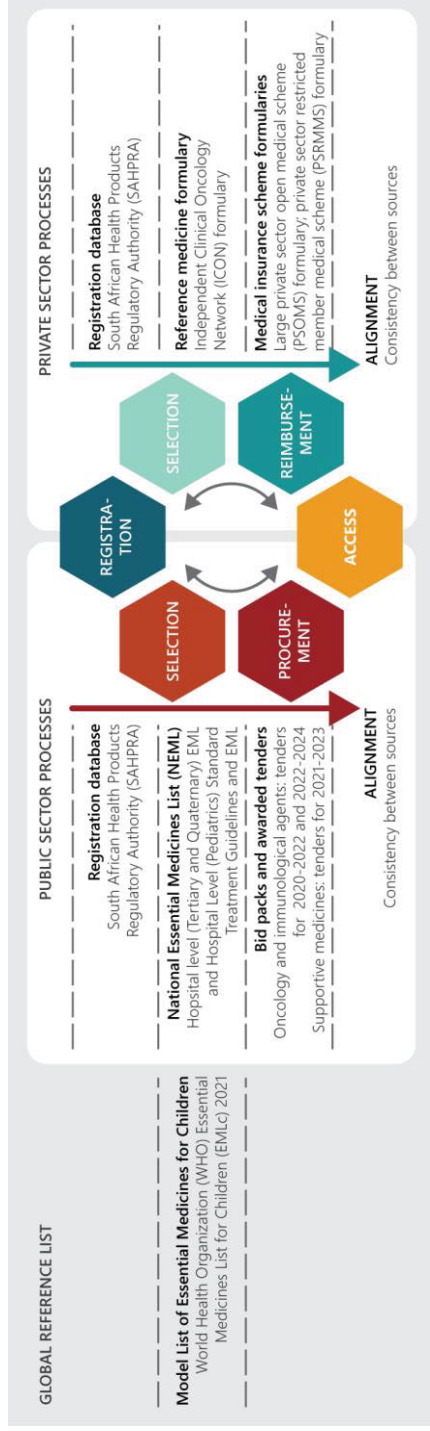 GLOBAL REFERENCE LIST
Model List of Essential Medicines for Children
World Health Organization (WHO) Essential
Medicines List for Children (EMLc) 2021
PUBLIC SECTOR PROCESSES
Registration database
South African Health Products
Regulatory Authority (SAHPRA)
National Essential Medicines List (NEML)
Hopsital level (Tertiary and Quaternary) EML
and Hospital Level (Pediatrics) Standard
Treatment Guidelines and EML
Bid packs and awarded tenders
Oncology and immunological agents: tenders
for 2020-2022 and 2022-2024
Supportive medicines: tenders for 2021-2023
ALIGNMENT
Consistency between sources
REGISTRA-
TION
SELECTION
SELECTION
PROCURE-
MENT
REIMBURSE-
MENT
ACCESS
PRIVATE SECTOR PROCESSES
Registration database
South African Health Products
Regulatory Authority (SAHPRA)
Reference medicine formulary
Independent Clinical Oncology
Network (ICON) formulary
Medical insurance scheme formularies
Large private sector open medical scheme
(PSOMS) formulary; private sector restricted
member medical scheme (PSRMMS) formulary
ALIGNMENT
Consistency between sources